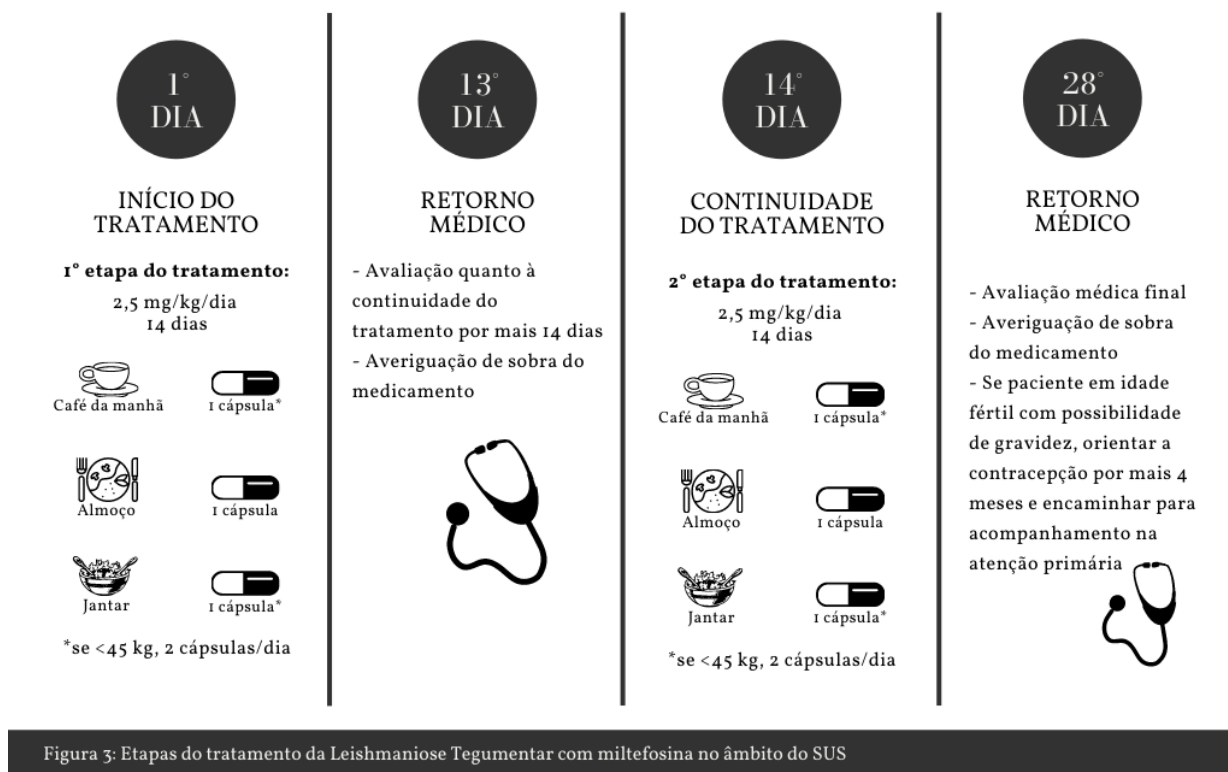 1°
DIA
INÍCIO DO
TRATAMENTO
1° etapa do tratamento:
2,5 mg/kg/dia
14 dias
Café da manhã
1 cápsula*
Almoço
1 cápsula
Jantar
1 cápsula*
*se <45 kg, 2 cápsulas/dia
13°
DIA
RETORNO
MÉDICO
- Avaliação quanto à
continuidade do
tratamento por mais 14 dias
- Averiguação de sobra do
medicamento
14°
DIA
CONTINUIDADE
DO TRATAMENTO
2° etapa do tratamento:
2,5 mg/kg/dia
14 dias
Café da manhã
1 cápsula*
Almoço
1 cápsula
Jantar
1 cápsula*
*se <45 kg, 2 cápsulas/dia
28°
DIA
RETORNO
MÉDICO
- Avaliação médica final
- Averiguação de sobra
do medicamento
- Se paciente em idade
fértil com possibilidade
de gravidez, orientar a
contracepção por mais 4
meses e encaminhar para
acompanhamento na
atenção primária
Figura 3: Etapas do tratamento da Leishmaniose Tegumentar com miltefosina no âmbito do SUS